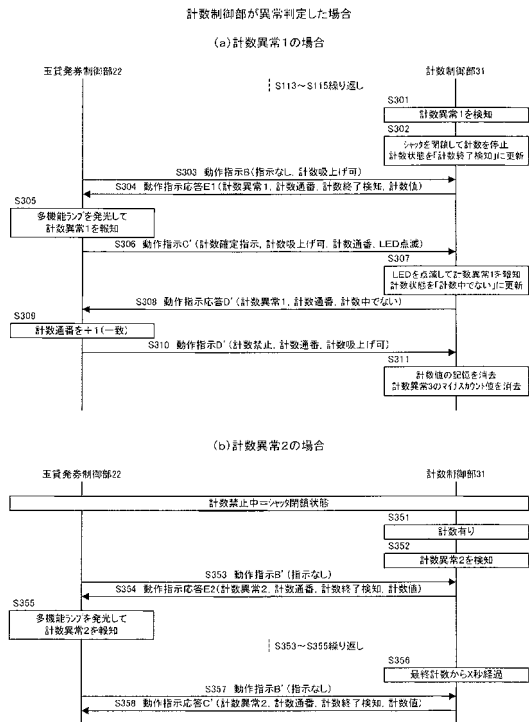 計数制御部が異常判定した場合
(a)計数異常1の場合
玉貸発券制御部22
計数制御部31
S113～S115繰り返し
S301
計数異常1を検知
S302
シャッタを閉鎖して計数を停止
計数状態を「計数終了検知」に更新
S303 動作指示B(指示なし, 計数吸上げ可)
S304 動作指示応答E1(計数異常1, 計数通番, 計数終了検知, 計数値)
S305
多機能ランプを発光して
計数異常1を報知
S306 動作指示C'(計数確定指示, 計数吸上げ可, 計数通番, LED点滅)
S307
LEDを点滅して計数異常1を報知
計数状態を「計数中でない」に更新
S308 動作指示応答D'(計数異常1, 計数通番, 計数中でない)
S309
計数通番を+1(一致)
S310 動作指示D'(計数禁止, 計数通番, 計数吸上げ可)
S311
計数値の記憶を消去
計数異常3のマイナスカウント値を消去
(b)計数異常2の場合
玉貸発券制御部22
計数制御部31
計数禁止中=シャッタ閉鎖状態
S351
計数有り
S352
計数異常2を検知
S353 動作指示B'(指示なし)
S354 動作指示応答E2(計数異常2, 計数通番, 計数終了検知, 計数値)
S355
多機能ランプを発光して
計数異常2を報知
S353～S355繰り返し
S356
最終計数からX秒経過
S357 動作指示B'(指示なし)
S358 動作指示応答C'(計数異常2, 計数通番, 計数終了検知, 計数値)